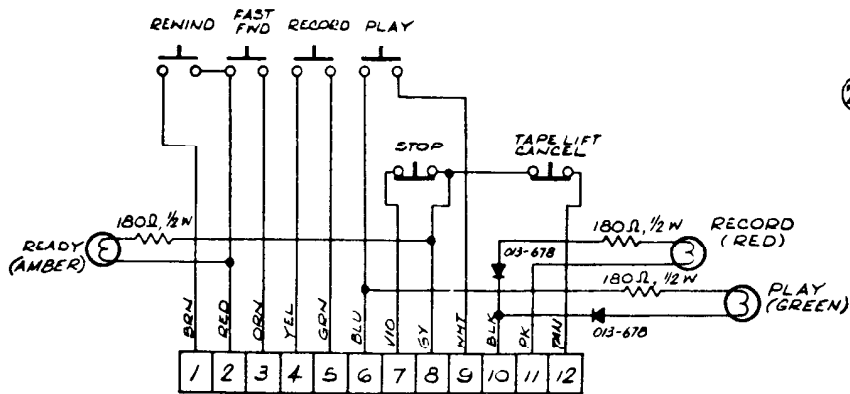 REWIND FAST FWD RECORD PLAY
STOP TAPE LIFT CANCEL
180Ω, ½W
READY (AMBER)
013-678
180Ω, ½W
RECORD (RED)
180Ω, ½W
PLAY (GREEN)
013-678
BRN RED ORN YEL GRN BLU VIO GY WHT BLK PK TAN
1 2 3 4 5 6 7 8 9 10 11 12